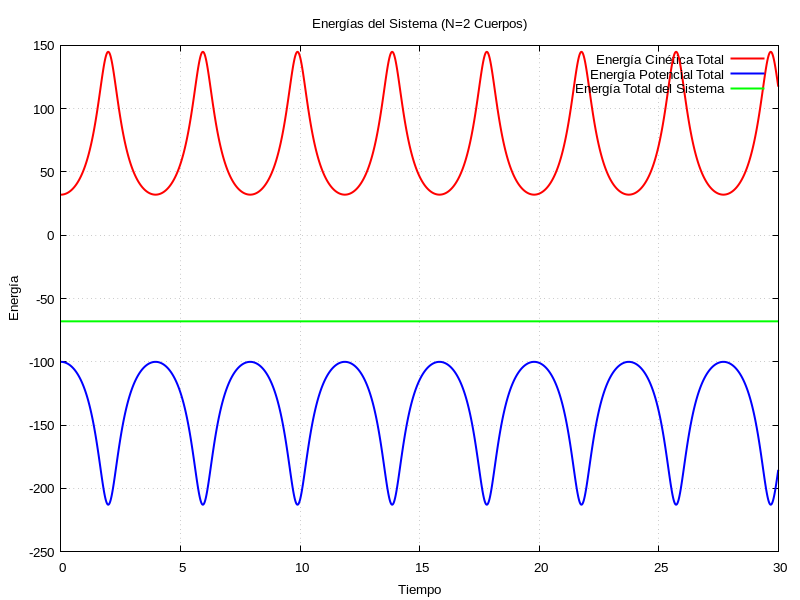 Energías del Sistema (N=2 Cuerpos)
150
100
50
0
-50
-100
-150
-200
-250
Energía
Energía Cinética Total
Energía Potencial Total
Energía Total del Sistema
0 5 10 15 20 25 30
Tiempo